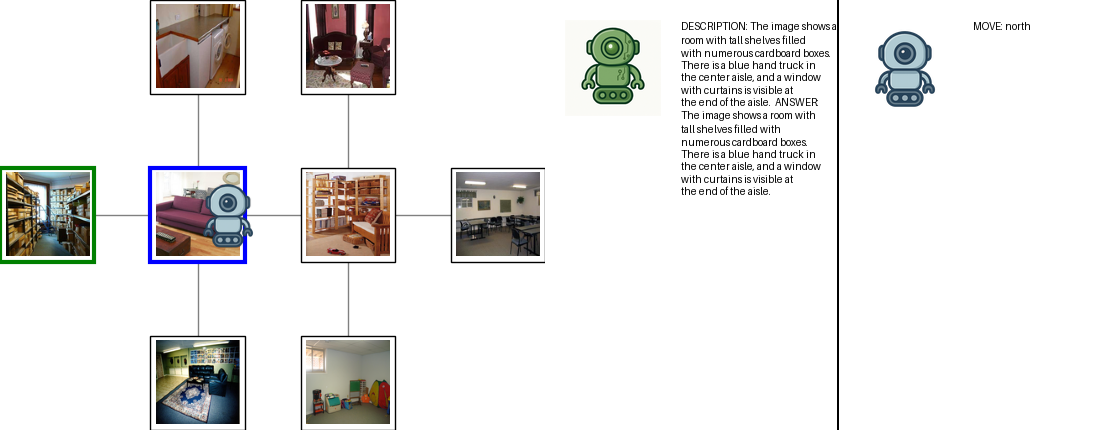 DESCRIPTION: The image shows a
room with tall shelves filled
with numerous cardboard boxes.
There is a blue hand truck in
the center aisle, and a window
with curtains is visible at
the end of the aisle. ANSWER:
The image shows a room with
tall shelves filled with
numerous cardboard boxes.
There is a blue hand truck in
the center aisle, and a window
with curtains is visible at
the end of the aisle.
MOVE: north